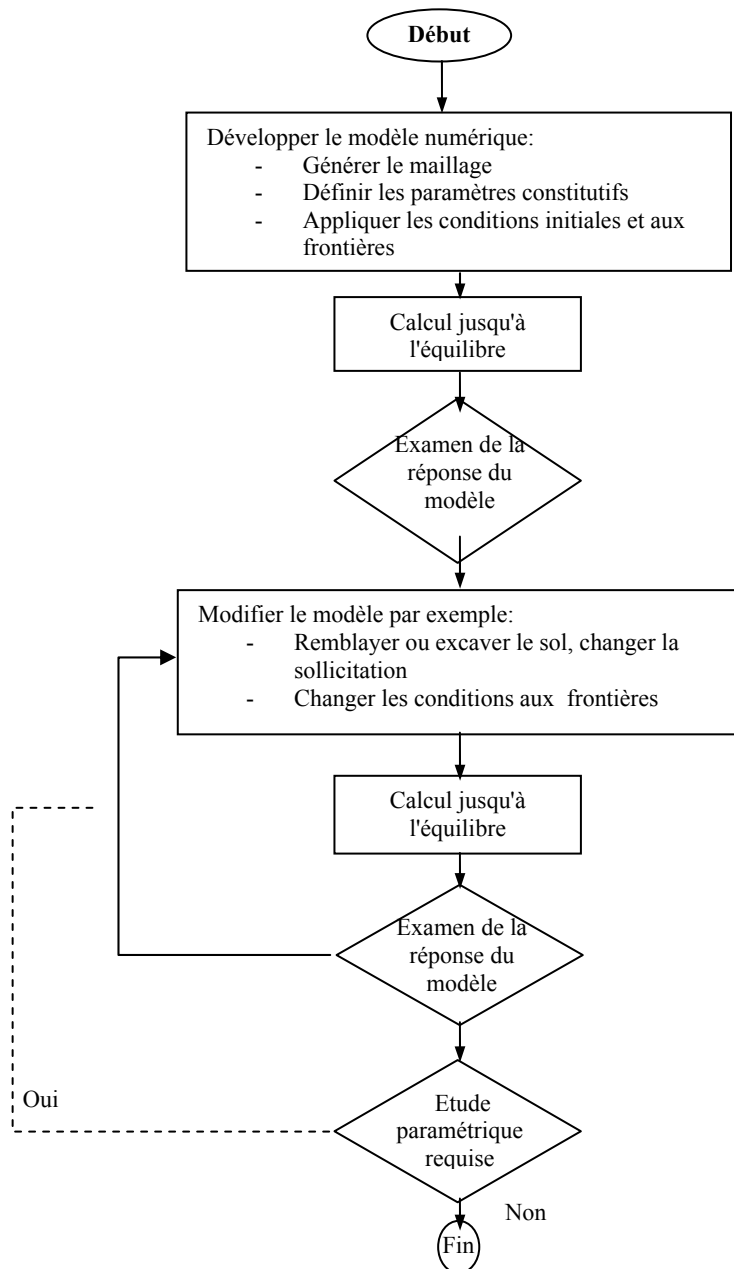 Début
Développer le modèle numérique:
- Générer le maillage
- Définir les paramètres constitutifs
- Appliquer les conditions initiales et aux
frontières
Calcul jusqu'à
l'équilibre
Examen de la
réponse du
modèle
Modifier le modèle par exemple:
- Remblayer ou excaver le sol, changer la
sollicitation
- Changer les conditions aux frontières
Calcul jusqu'à
l'équilibre
Examen de la
réponse du
modèle
Oui
Etude
paramétrique
requise
Non
Fin